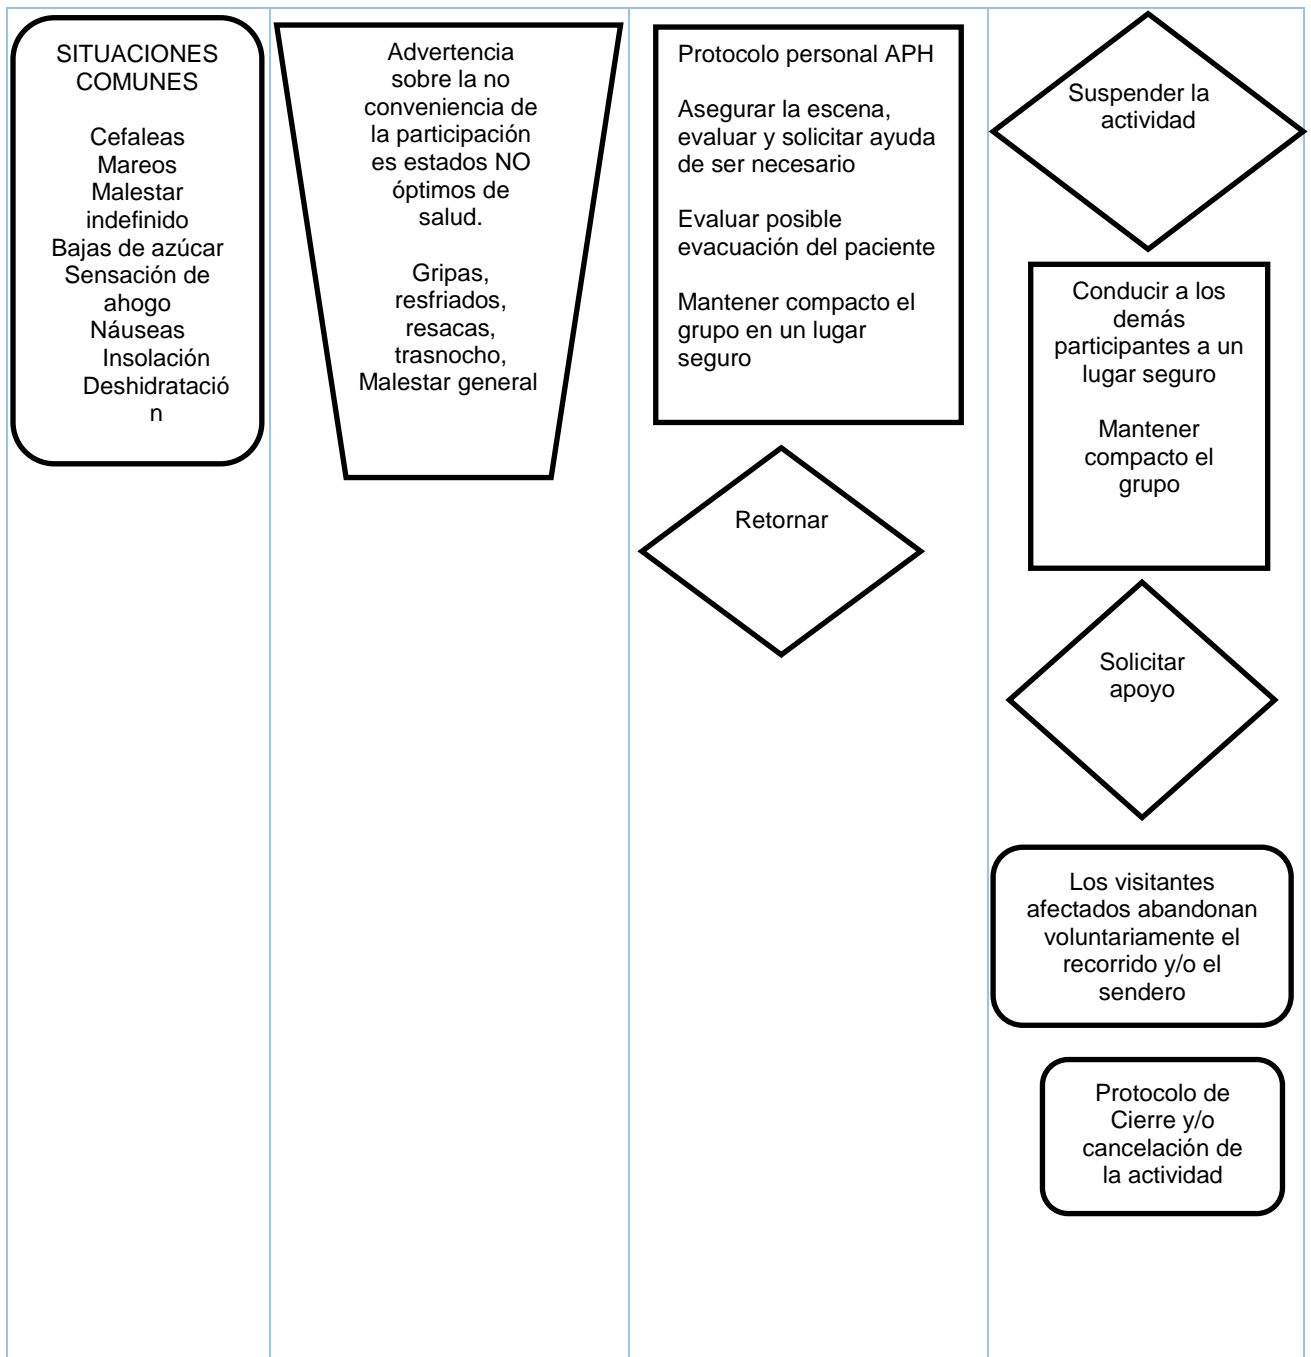 SITUACIONES
COMUNES
Cefaleas
Mareos
Malestar
indefinido
Bajas de azúcar
Sensación de
ahogo
Náuseas
Insolación
Deshidratació
n
Advertencia
sobre la no
conveniencia de
la participación
es estados NO
óptimos de
salud.
Gripas,
resfriados,
resacas,
trasnocho,
Malestar general
Protocolo personal APH
Asegurar la escena,
evaluar y solicitar ayuda
de ser necesario
Evaluar posible
evacuación del paciente
Mantener compacto el
grupo en un lugar
seguro
Retornar
Suspender la
actividad
Conducir a los
demás
participantes a un
lugar seguro
Mantener
compacto el
grupo
Solicitar
apoyo
Los visitantes
afectados abandonan
voluntariamente el
recorrido y/o el
sendero
Protocolo de
Cierre y/o
cancelación de
la actividad